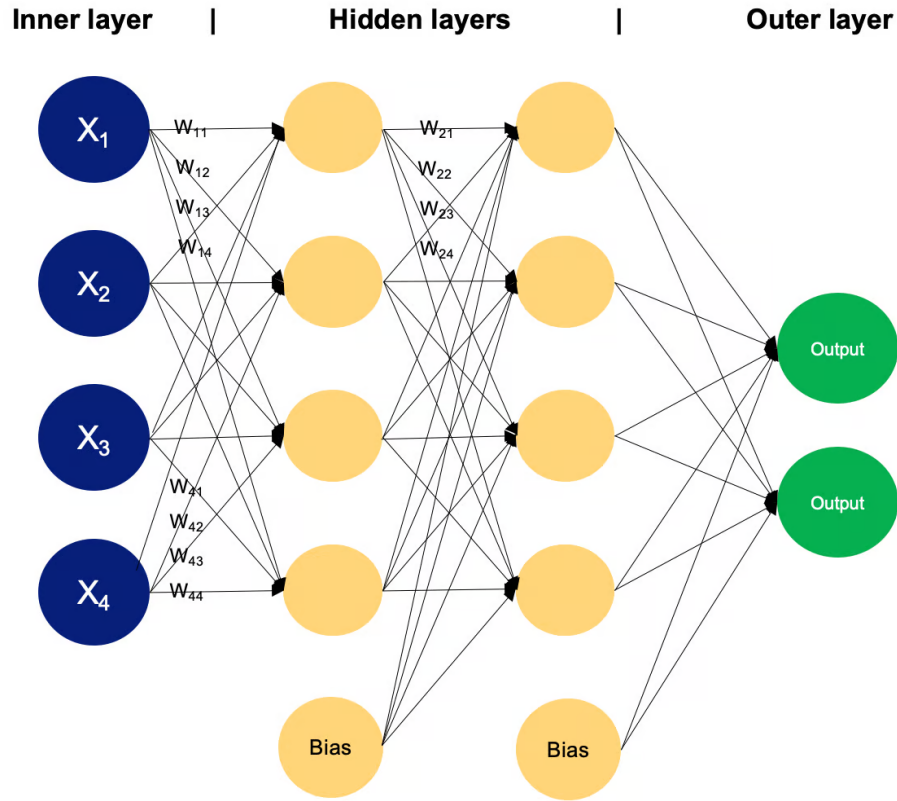 Inner layer | Hidden layers | Outer layer
X₁
W₁₁
W₂₁
W₁₂
W₂₂
W₁₃
W₂₃
W₁₄
W₂₄
X₂
Output
X₃
W₄₁
Output
W₄₂
W₄₃
X₄
W₄₄
Bias
Bias